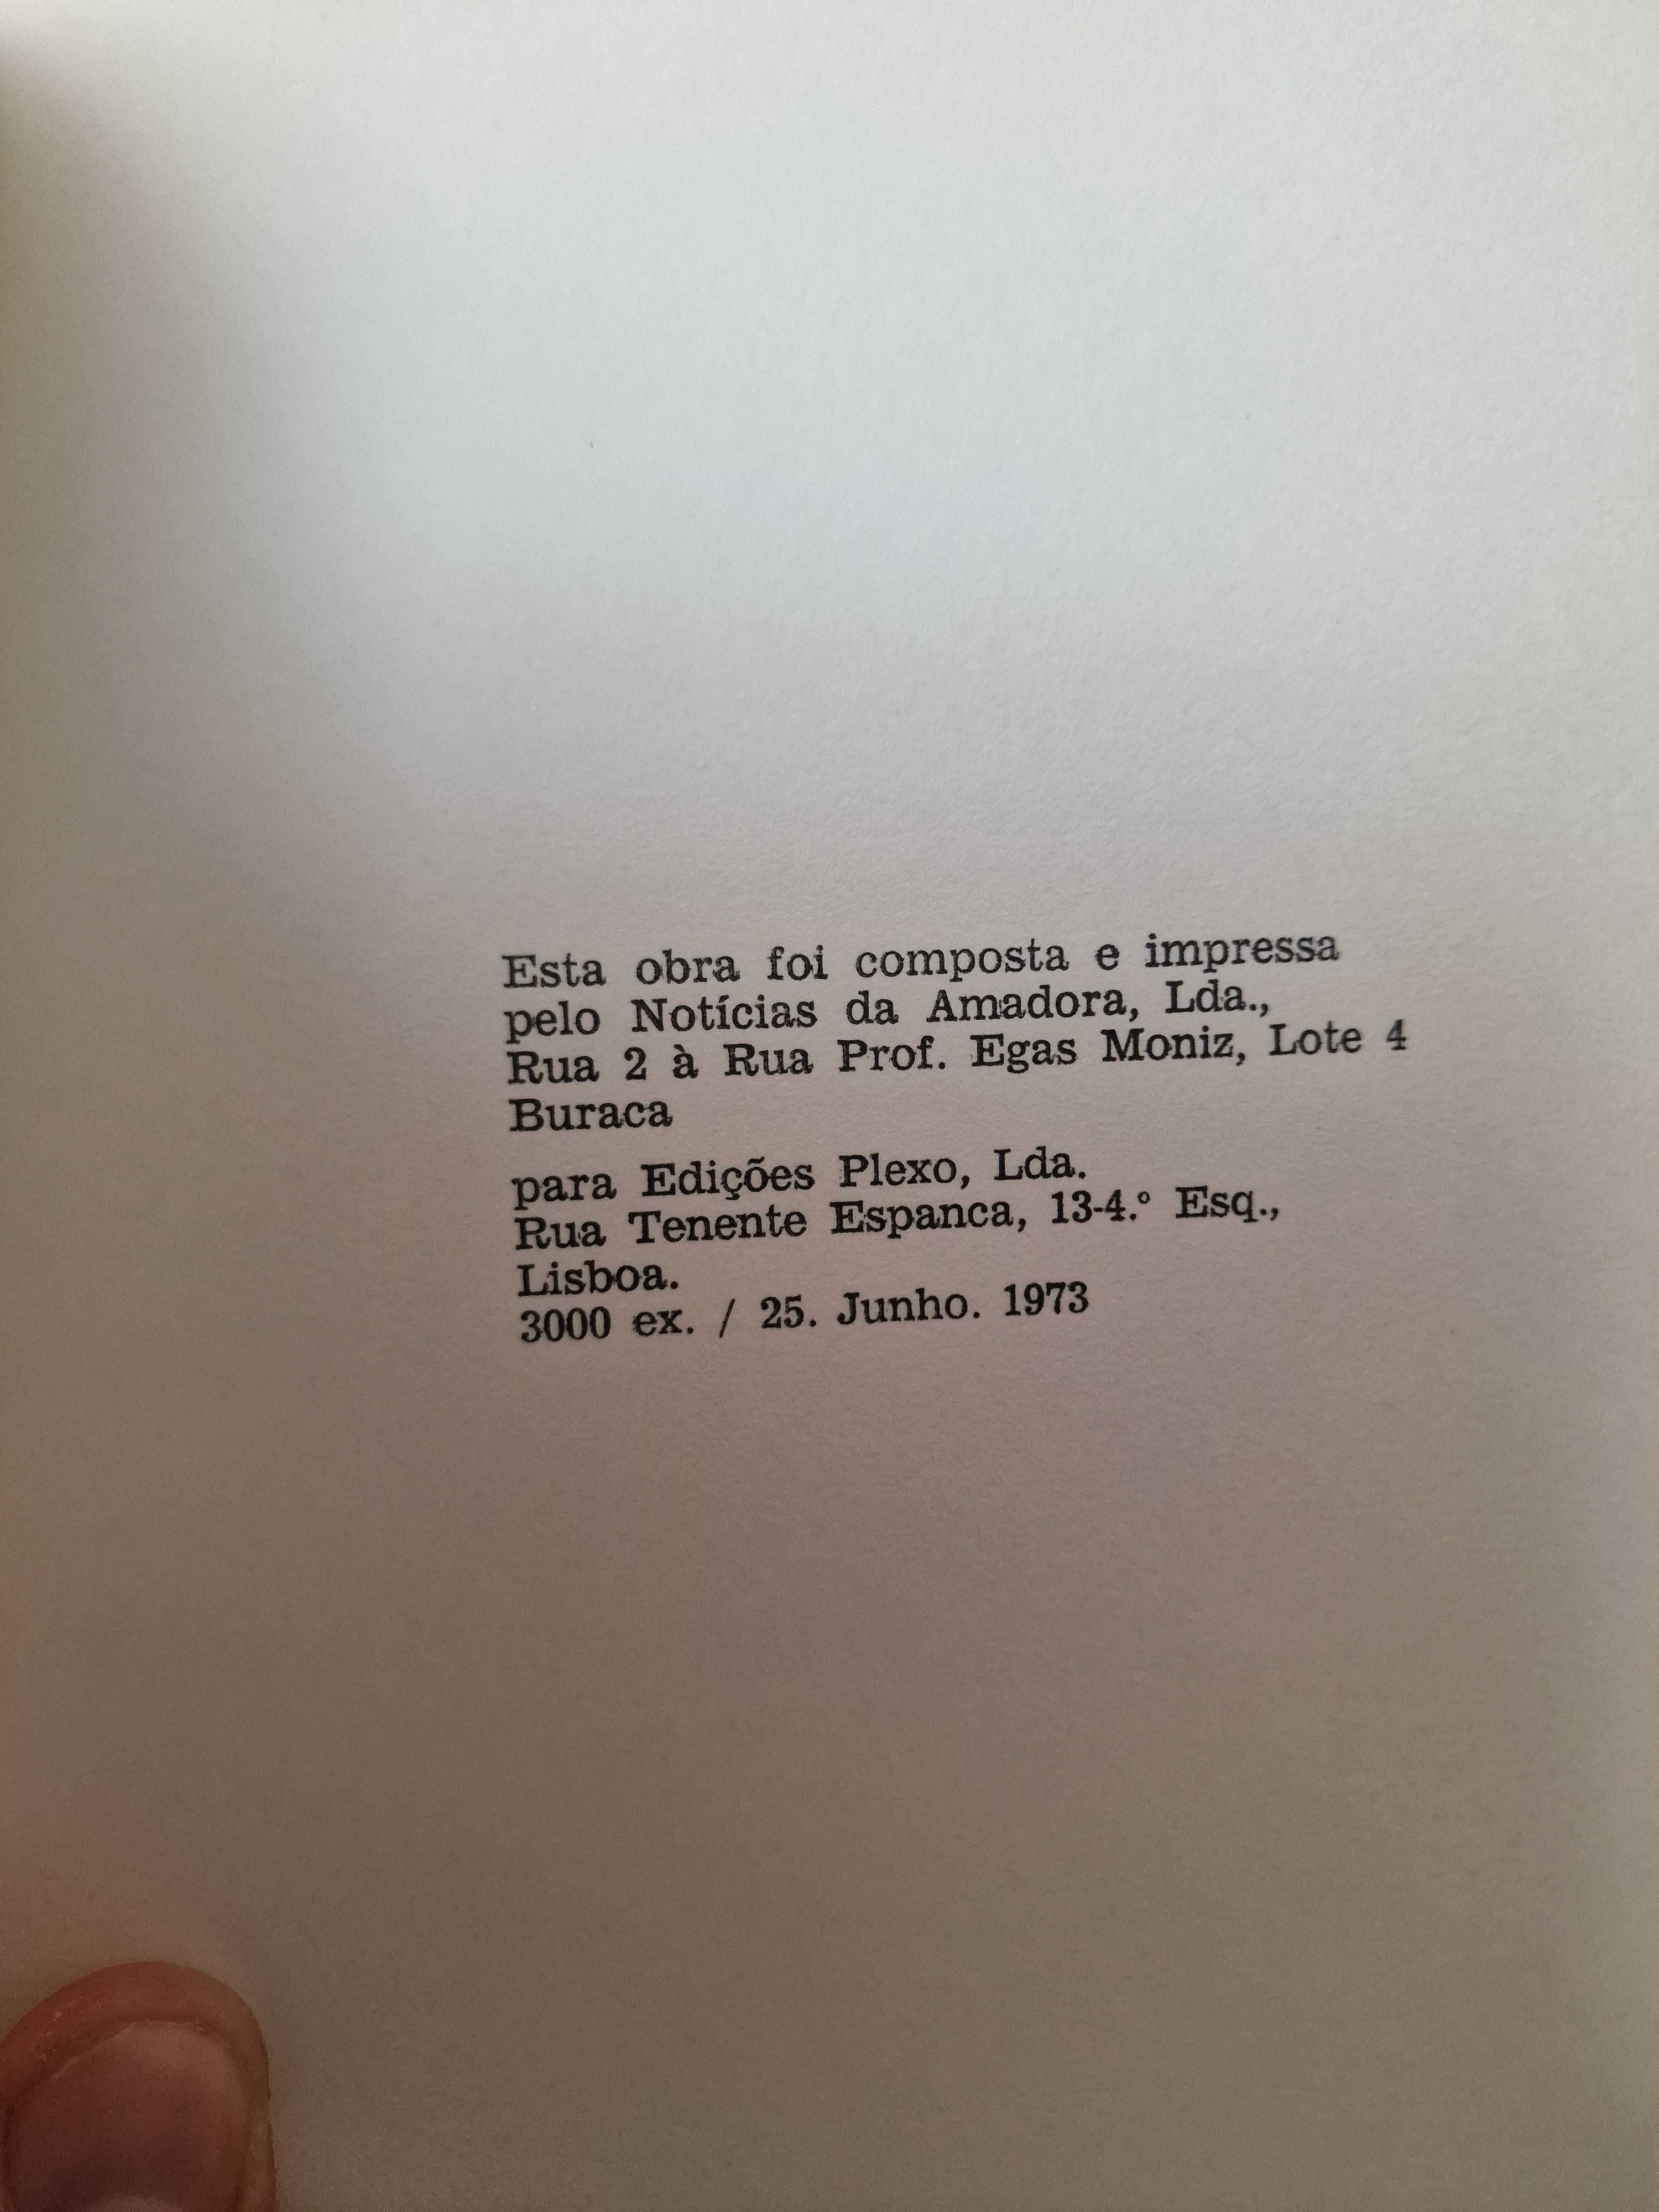 Esta obra foi composta e impressa
pelo Notícias da Amadora, Lda.,
Rua 2 à Rua Prof. Egas Moniz, Lote 4
Buraca
para Edições Plexo, Lda.
Rua Tenente Espanca, 13-4.º Esq.,
Lisboa.
3000 ex. / 25. Junho. 1973